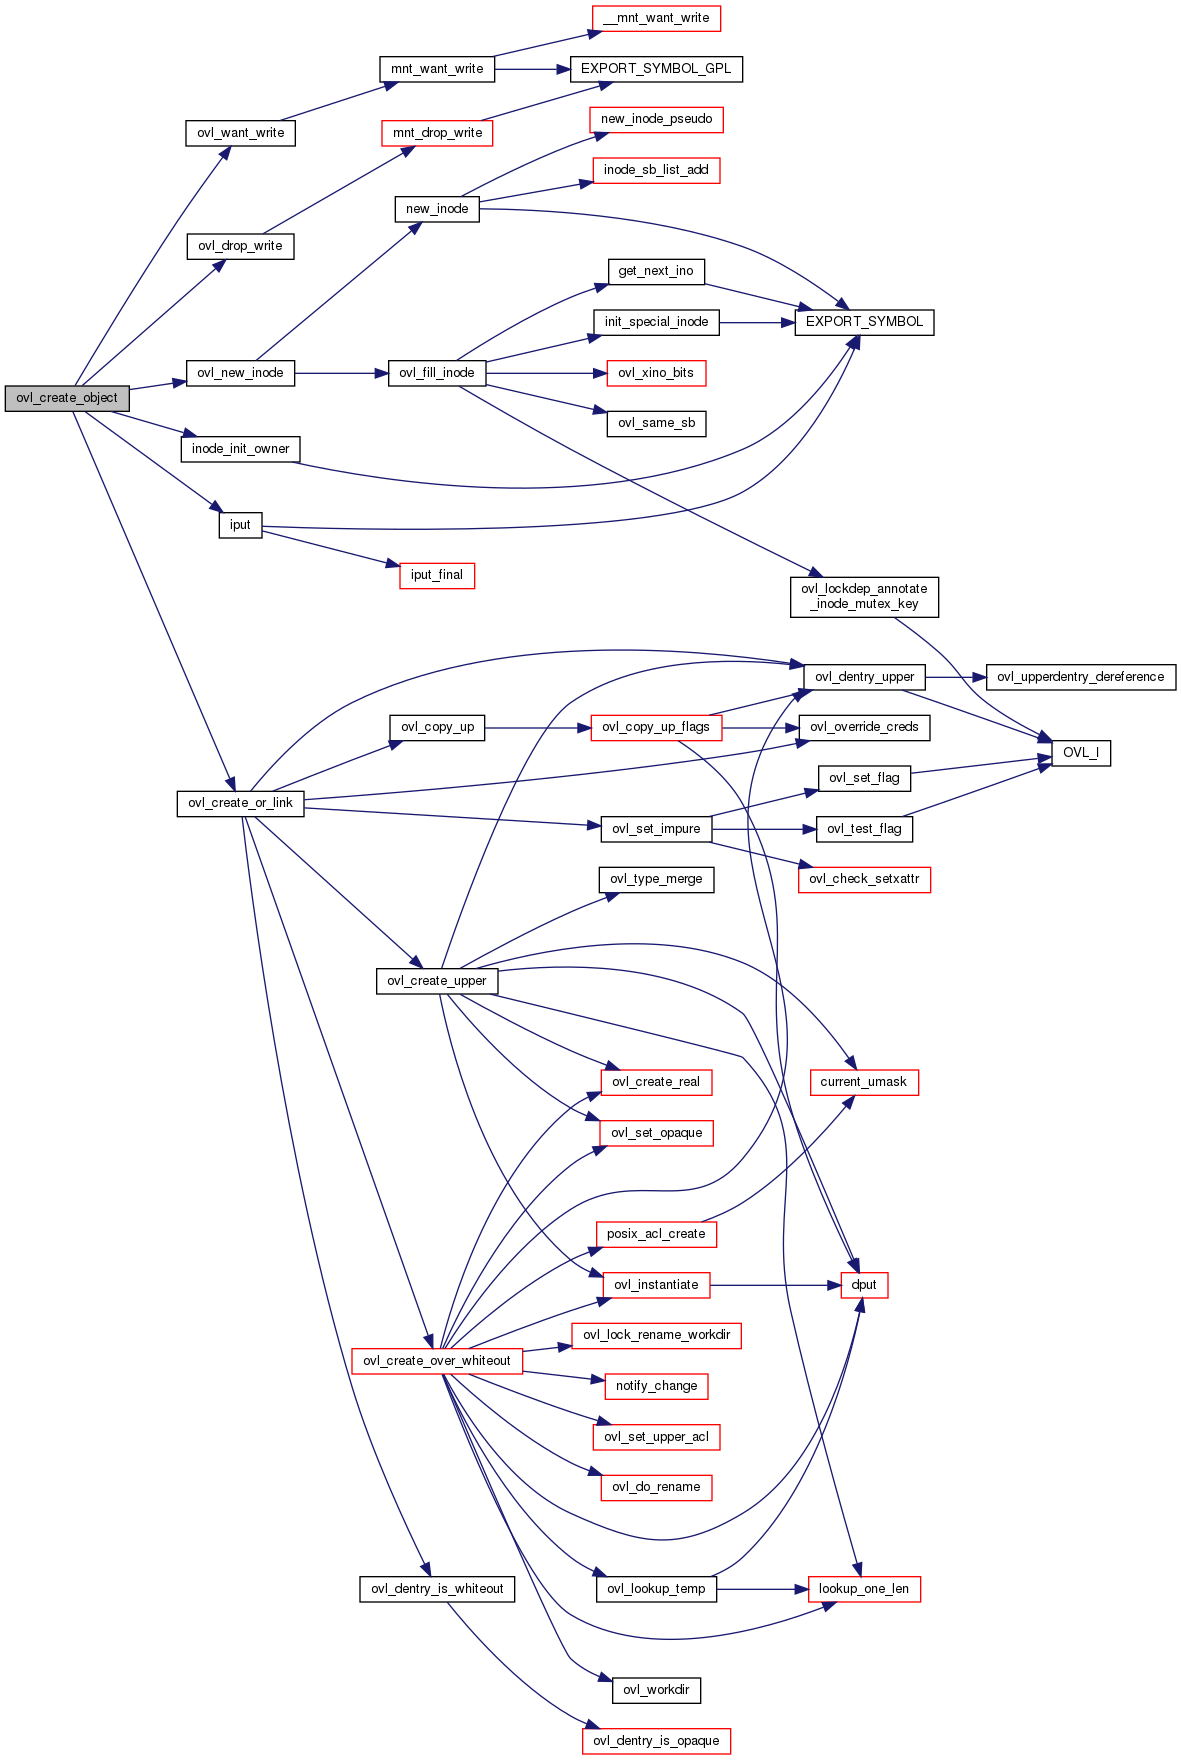 __mnt_want_write
mnt_want_write
EXPORT_SYMBOL_GPL
ovl_want_write
mnt_drop_write
new_inode_pseudo
inode_sb_list_add
new_inode
ovl_drop_write
get_next_ino
init_special_inode
EXPORT_SYMBOL
ovl_new_inode
ovl_fill_inode
ovl_xino_bits
ovl_create_object
ovl_same_sb
inode_init_owner
iput
iput_final
ovl_lockdep_annotate
_inode_mutex_key
ovl_dentry_upper
ovl_upperdentry_dereference
ovl_copy_up
ovl_copy_up_flags
ovl_override_creds
OVL_I
ovl_set_flag
ovl_create_or_link
ovl_set_impure
ovl_test_flag
ovl_type_merge
ovl_check_setxattr
ovl_create_upper
ovl_create_real
current_umask
ovl_set_opaque
posix_acl_create
ovl_instantiate
dput
ovl_lock_rename_workdir
ovl_create_over_whiteout
notify_change
ovl_set_upper_acl
ovl_do_rename
ovl_dentry_is_whiteout
ovl_lookup_temp
lookup_one_len
ovl_workdir
ovl_dentry_is_opaque